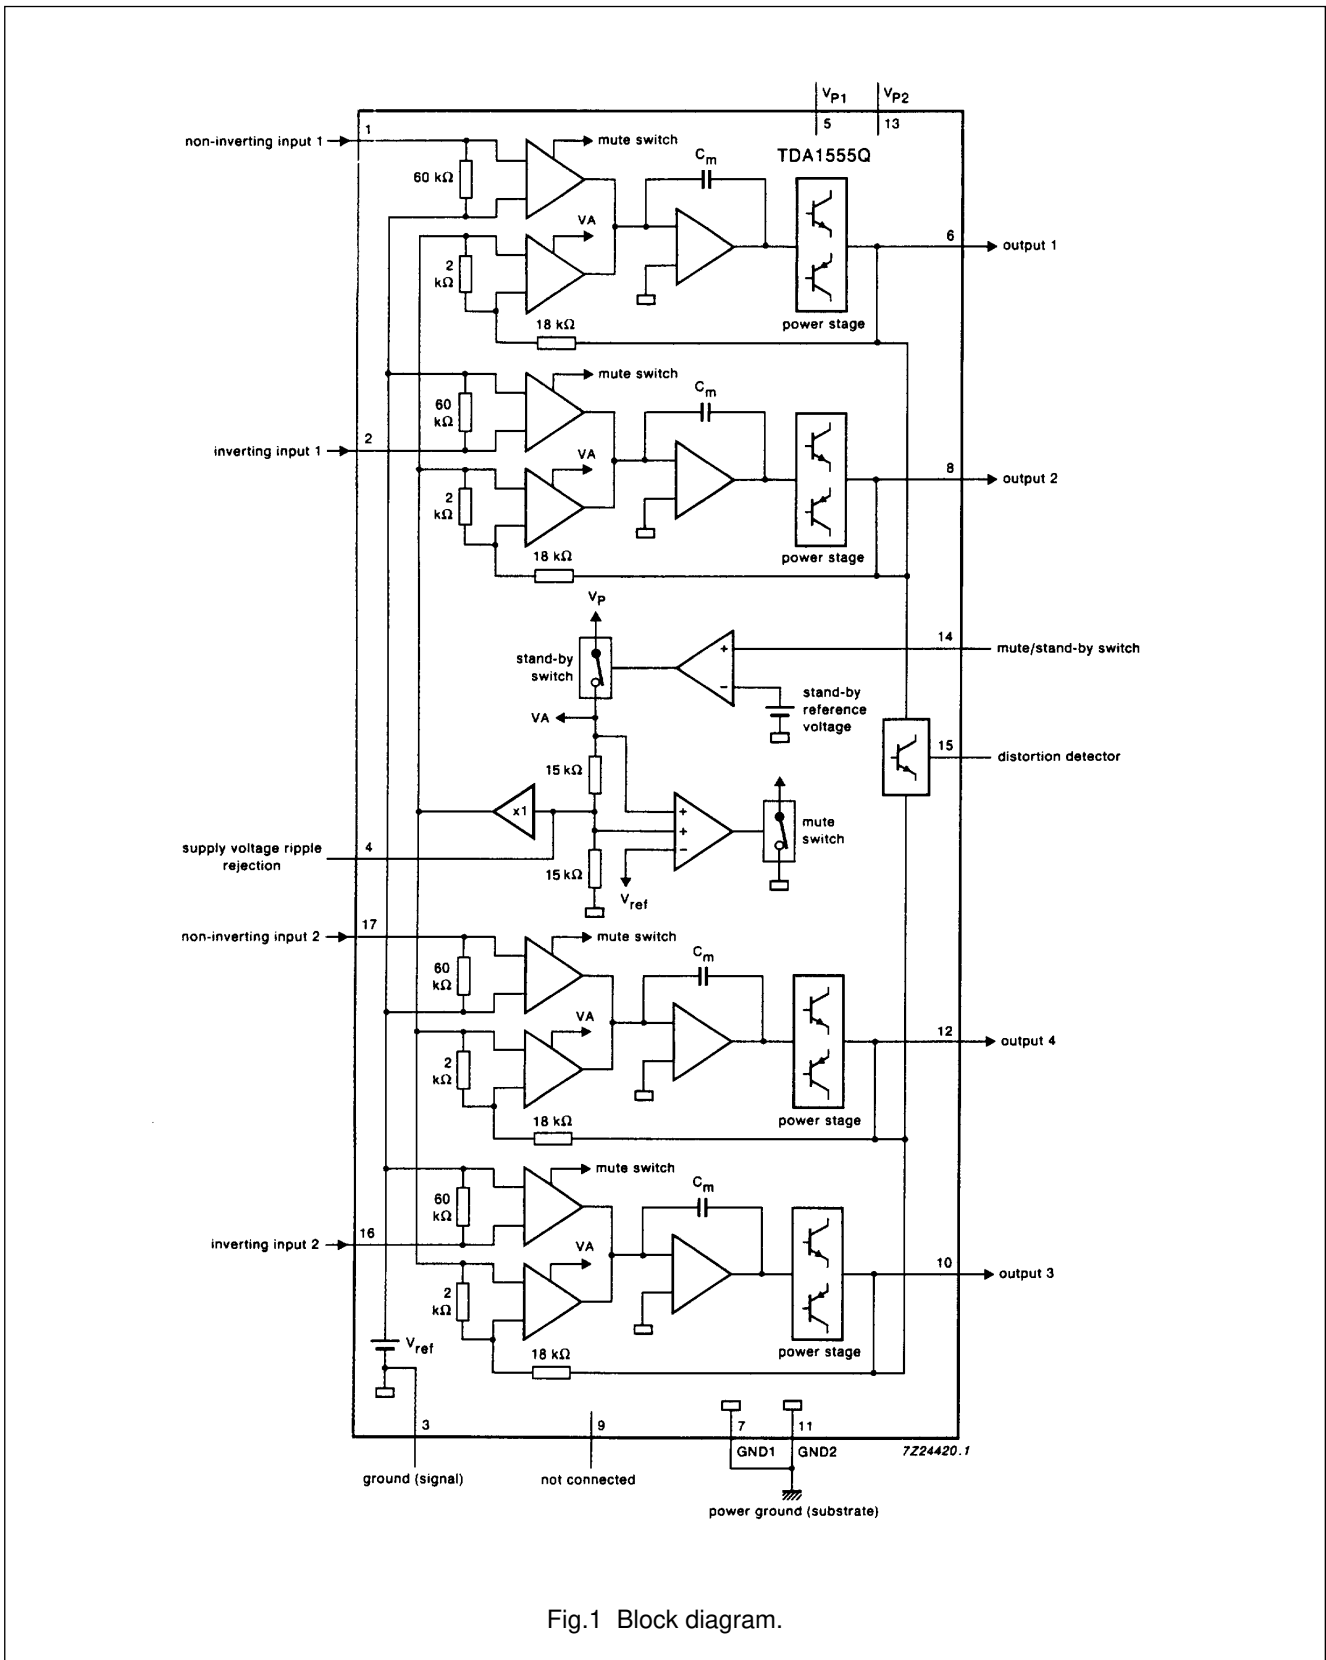 VP1
VP2
5
13
TDA1555Q
non-inverting input 1
1
mute switch
60 kΩ
Cm
VA
2
kΩ
6
output 1
18 kΩ
power stage
mute switch
60
kΩ
Cm
inverting input 1
2
VA
2
kΩ
8
output 2
18 kΩ
power stage
VP
stand-by
switch
+
−
14
mute/stand-by switch
stand-by
reference
voltage
VA
15
distortion detector
15 kΩ
x1
+
+
−
mute
switch
supply voltage ripple
rejection
4
15 kΩ
Vref
non-inverting input 2
17
mute switch
60
kΩ
Cm
VA
2
kΩ
12
output 4
18 kΩ
power stage
mute switch
60
kΩ
Cm
inverting input 2
16
VA
2
kΩ
10
output 3
Vref
18 kΩ
power stage
3
9
7
11
GND1
GND2
7Z24420.1
ground (signal)
not connected
power ground (substrate)
Fig.1 Block diagram.